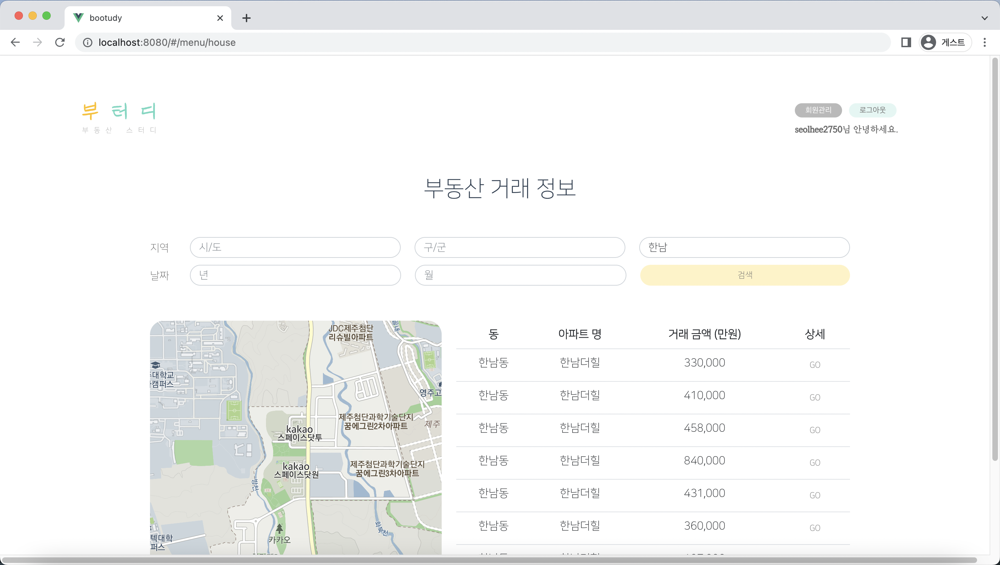 bootudy
localhost:8080/#/menu/house
게스트
부 터 디
부동산 스터디
회원관리 로그아웃
seolhee2750님 안녕하세요.
부동산 거래 정보
지역 시/도 구/군 한남
날짜 년 월 검색
JDC제주첨단
리슈빌아파트
대학교
캠퍼스
영주고
제주첨단과학기술단지
꿈에그린2차아파트
제주
kakao
스페이스닷투
kakao
스페이스닷원
제주첨단과학기술단지
꿈에그린3차아파트
방천
화북천
카카오
텍대학
퍼스
동 아파트 명 거래 금액 (만원) 상세
한남동 한남더힐 330,000 GO
한남동 한남더힐 410,000 GO
한남동 한남더힐 458,000 GO
한남동 한남더힐 840,000 GO
한남동 한남더힐 431,000 GO
한남동 한남더힐 360,000 GO